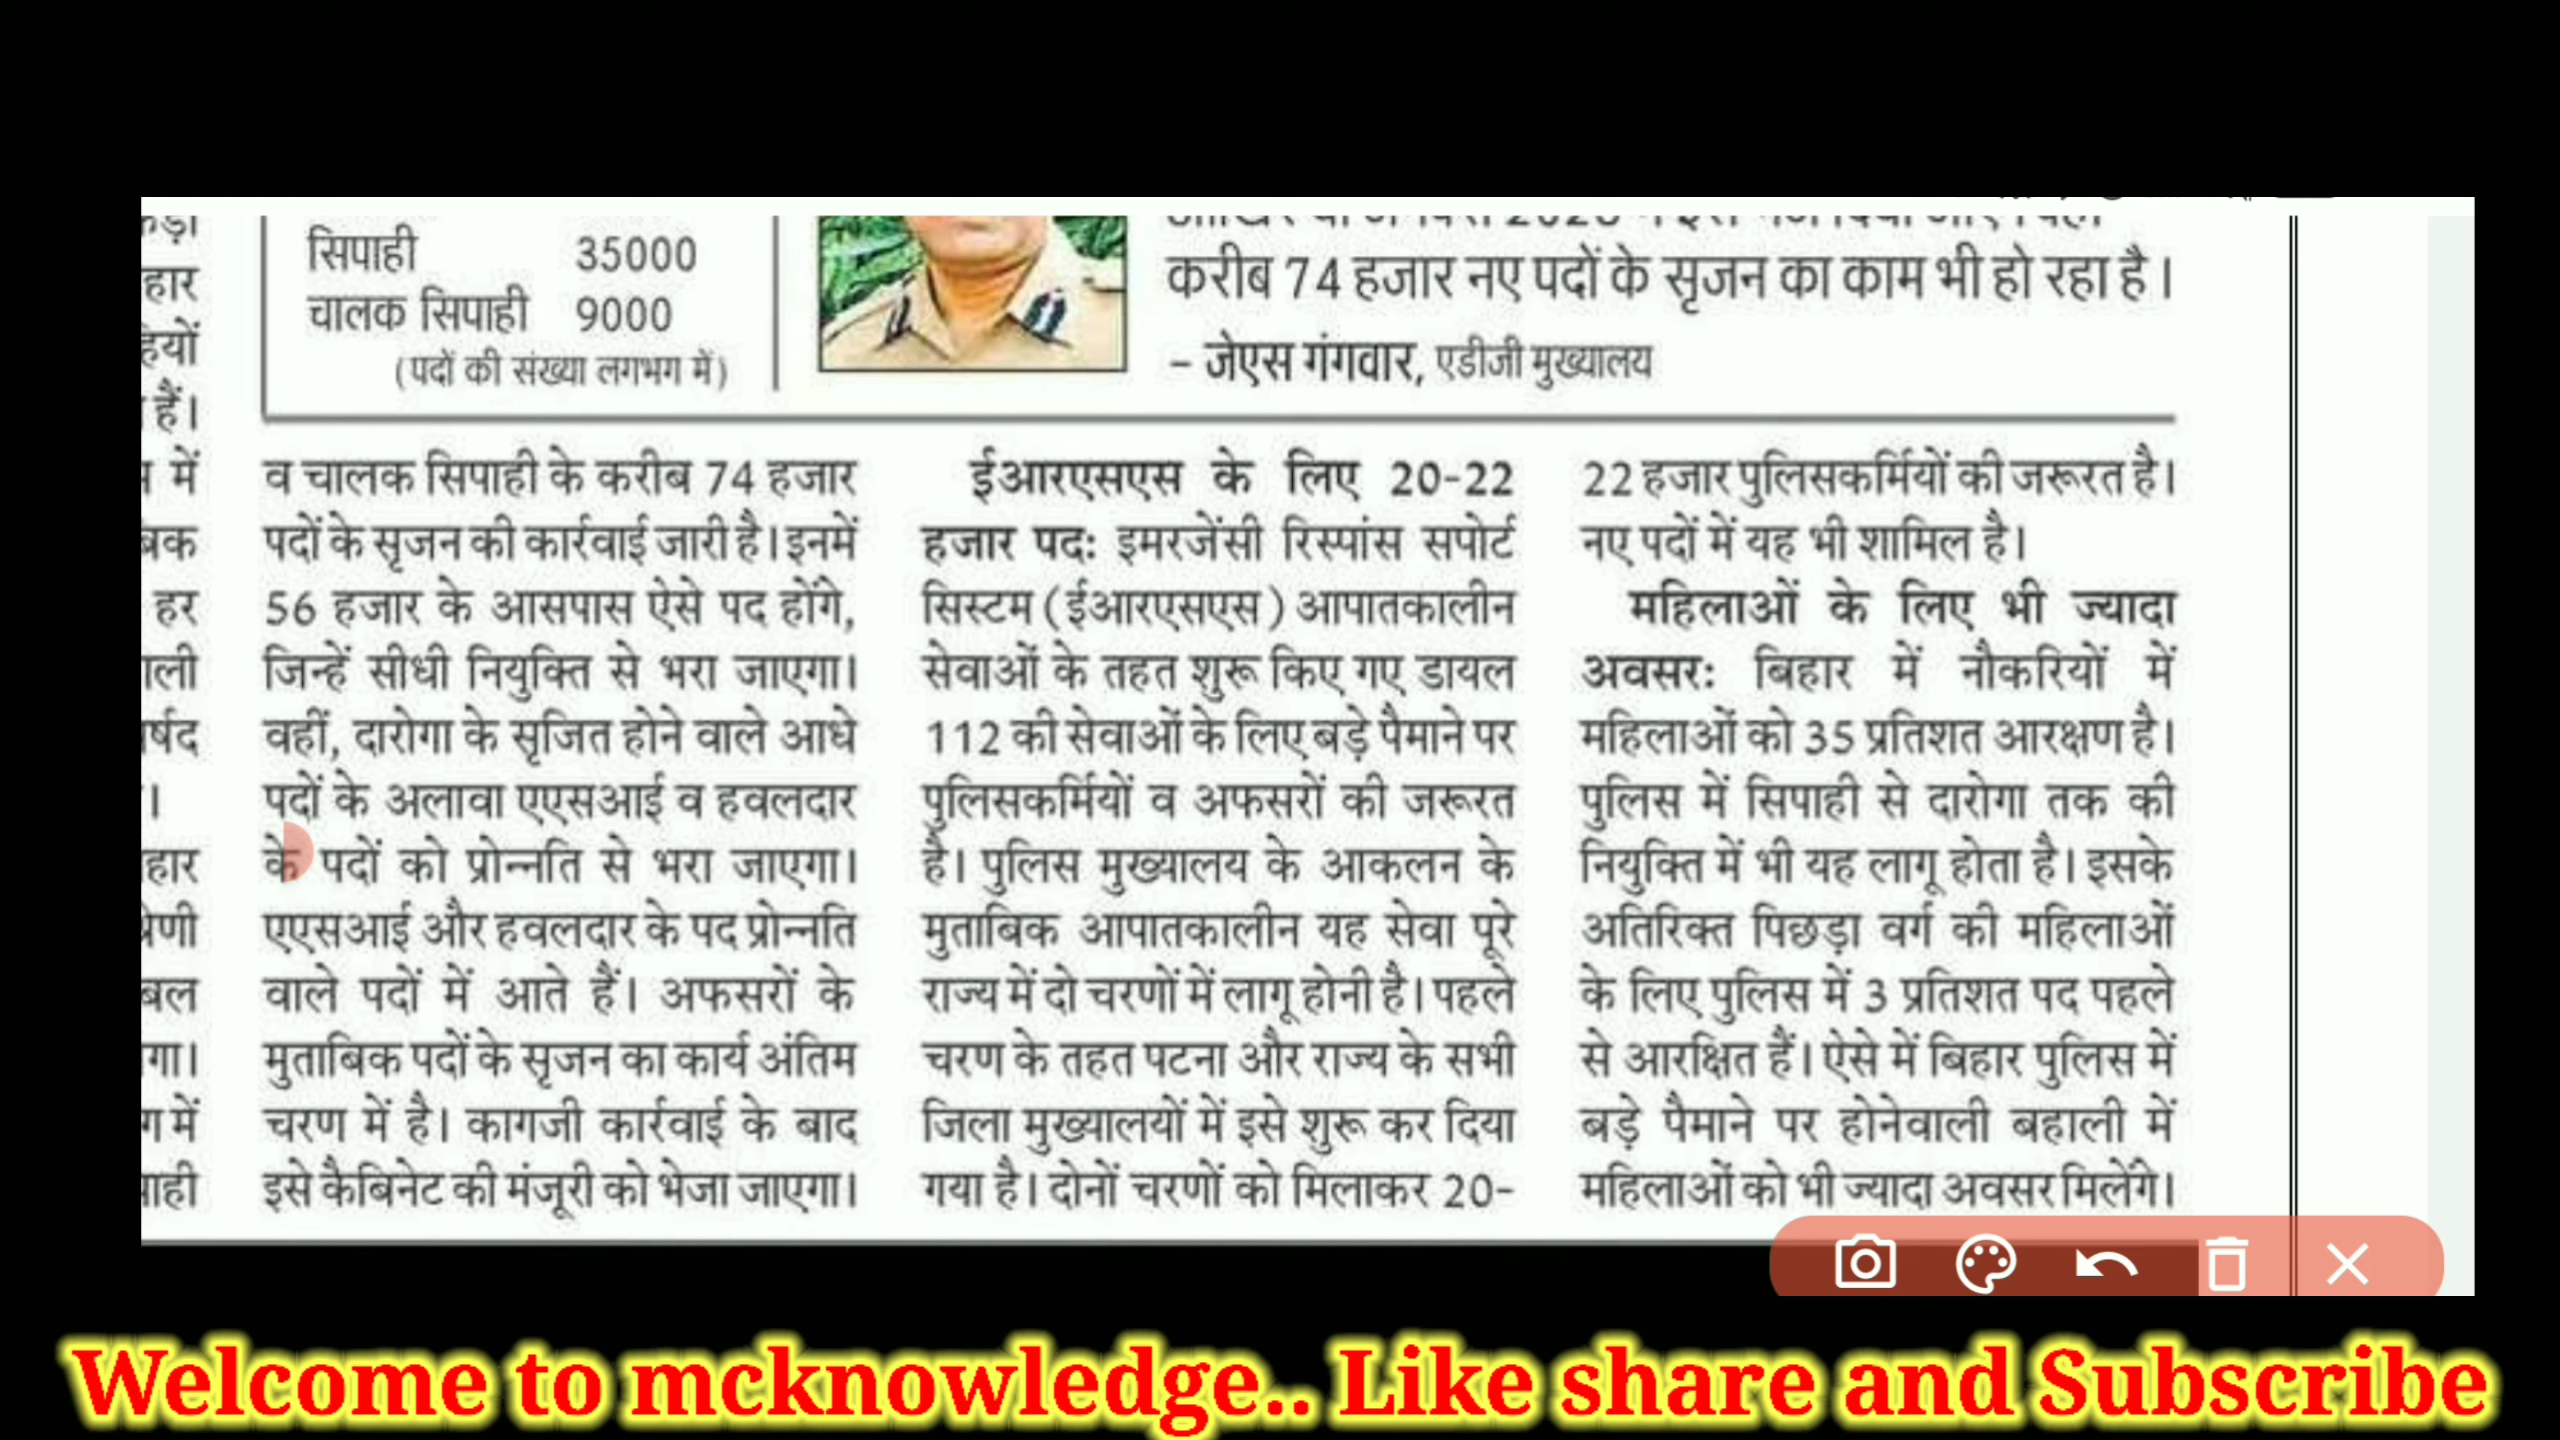 सिपाही 35000
चालक सिपाही 9000
(पदों की संख्या लगभग में)
करीब 74 हजार नए पदों के सृजन का काम भी हो रहा है।
– जेएस गंगवार, एडीजी मुख्यालय
हार
हैं।
में
हर
व चालक सिपाही के करीब 74 हजार
पदों के सृजन की कार्रवाई जारी है। इनमें
56 हजार के आसपास ऐसे पद होंगे,
जिन्हें सीधी नियुक्ति से भरा जाएगा।
वहीं, दारोगा के सृजित होने वाले आधे
पदों के अलावा एएसआई व हवलदार
के पदों को प्रोन्नति से भरा जाएगा।
एएसआई और हवलदार के पद प्रोन्नति
वाले पदों में आते हैं। अफसरों के
मुताबिक पदों के सृजन का कार्य अंतिम
चरण में है। कागजी कार्रवाई के बाद
इसे कैबिनेट की मंजूरी को भेजा जाएगा।
ईआरएसएस के लिए 20-22
हजार पद: इमरजेंसी रिस्पांस सपोर्ट
सिस्टम (ईआरएसएस) आपातकालीन
सेवाओं के तहत शुरू किए गए डायल
112 की सेवाओं के लिए बड़े पैमाने पर
पुलिसकर्मियों व अफसरों की जरूरत
है। पुलिस मुख्यालय के आकलन के
मुताबिक आपातकालीन यह सेवा पूरे
राज्य में दो चरणों में लागू होनी है। पहले
चरण के तहत पटना और राज्य के सभी
जिला मुख्यालयों में इसे शुरू कर दिया
गया है। दोनों चरणों को मिलाकर 20-
22 हजार पुलिसकर्मियों की जरूरत है।
नए पदों में यह भी शामिल है।
महिलाओं के लिए भी ज्यादा
अवसर: बिहार में नौकरियों में
महिलाओं को 35 प्रतिशत आरक्षण है।
पुलिस में सिपाही से दारोगा तक की
नियुक्ति में भी यह लागू होता है। इसके
अतिरिक्त पिछड़ा वर्ग की महिलाओं
के लिए पुलिस में 3 प्रतिशत पद पहले
से आरक्षित हैं। ऐसे में बिहार पुलिस में
बड़े पैमाने पर होनेवाली बहाली में
महिलाओं को भी ज्यादा अवसर मिलेंगे।
Welcome to mcknowledge.. Like share and Subscribe